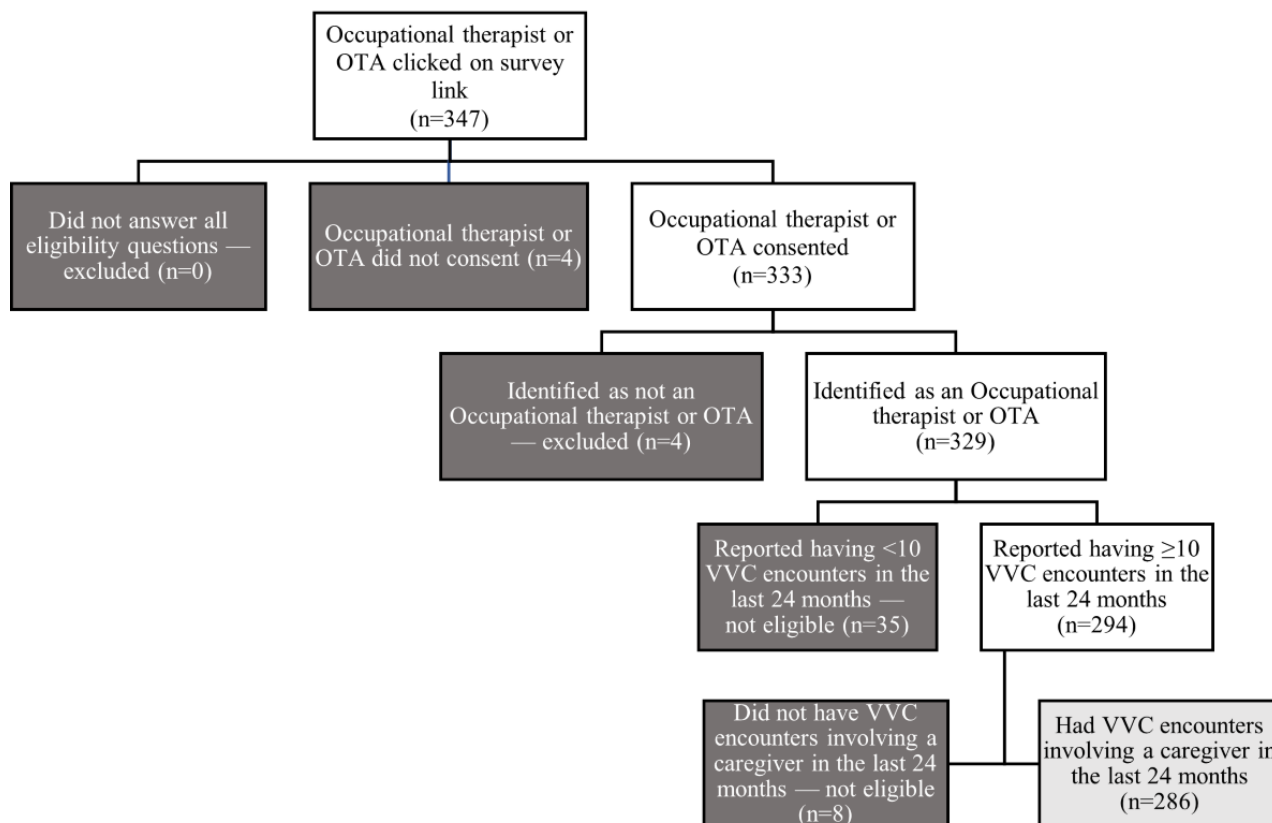 Occupational therapist or
OTA clicked on survey
link
(n=347)
Did not answer all
eligibility questions —
excluded (n=0)
Occupational therapist or
OTA did not consent (n=4)
Occupational therapist or
OTA consented
(n=333)
Identified as not an
Occupational therapist or OTA
— excluded (n=4)
Identified as an Occupational
therapist or OTA
(n=329)
Reported having <10
VVC encounters in the
last 24 months —
not eligible (n=35)
Reported having ≥10
VVC encounters in the
last 24 months
(n=294)
Did not have VVC
encounters involving a
caregiver in the last 24
months — not eligible
(n=8)
Had VVC encounters
involving a caregiver in
the last 24 months
(n=286)